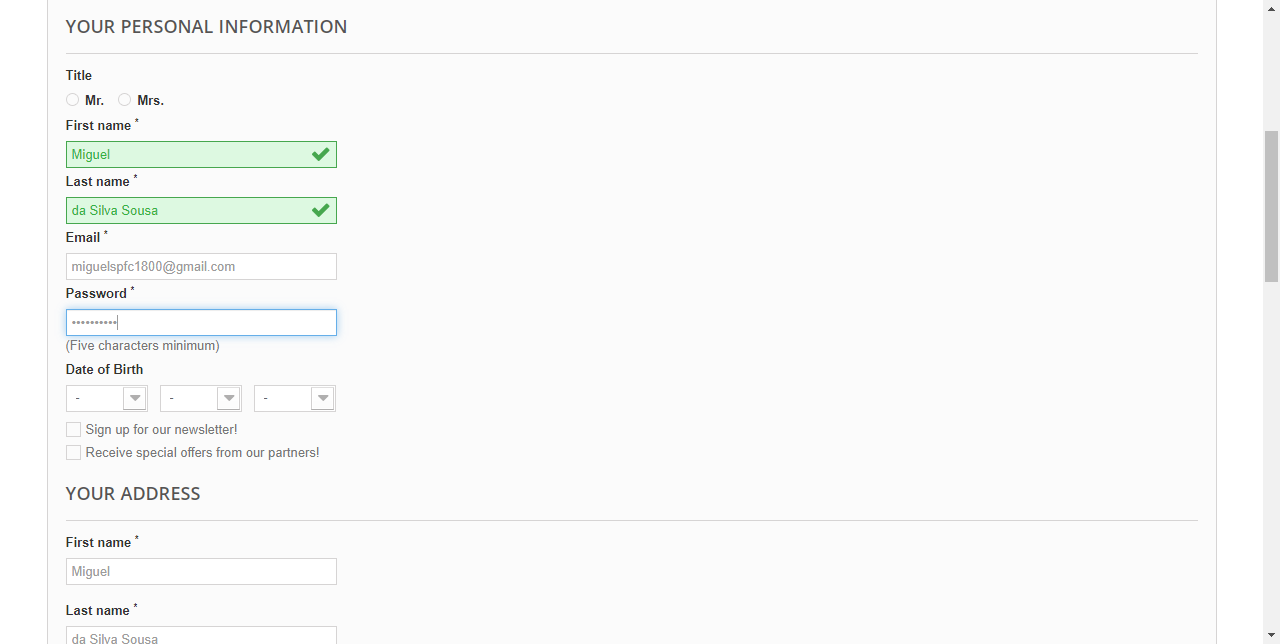 YOUR PERSONAL INFORMATION
Title
Mr. Mrs.
First name *
Miguel
Last name *
da Silva Sousa
Email *
miguelspfc1800@gmail.com
Password *
••••••••••
(Five characters minimum)
Date of Birth
- - -
Sign up for our newsletter!
Receive special offers from our partners!
YOUR ADDRESS
First name *
Miguel
Last name *
da Silva Sousa